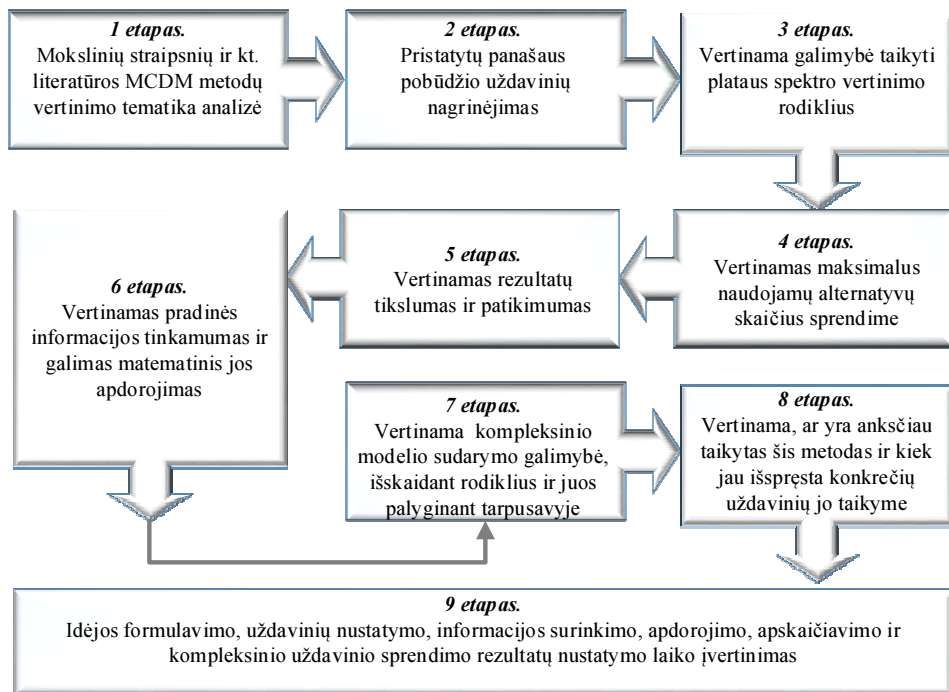 1 etapas.
Mokslinių straipsnių ir kt.
literatūros MCDM metodų
vertinimo tematika analizė
2 etapas.
Pristatytų panašaus
pobūdžio uždavinių
nagrinėjimas
3 etapas.
Vertinama galimybė taikyti
plataus spektro vertinimo
rodiklius
4 etapas.
Vertinamas maksimalus
naudojamų alternatyvų
skaičius sprendime
5 etapas.
Vertinamas rezultatų
tikslumas ir patikimumas
6 etapas.
Vertinamas pradinės
informacijos tinkamumas ir
galimas matematinis jos
apdorojimas
7 etapas.
Vertinama kompleksinio
modelio sudarymo galimybė,
išskaidant rodiklius ir juos
palyginant tarpusavyje
8 etapas.
Vertinama, ar yra anksčiau
taikytas šis metodas ir kiek
jau išspręsta konkrečių
uždavinių jo taikyme
9 etapas.
Idėjos formulavimo, uždavinių nustatymo, informacijos surinkimo, apdorojimo, apskaičiavimo ir
kompleksinio uždavinio sprendimo rezultatų nustatymo laiko įvertinimas